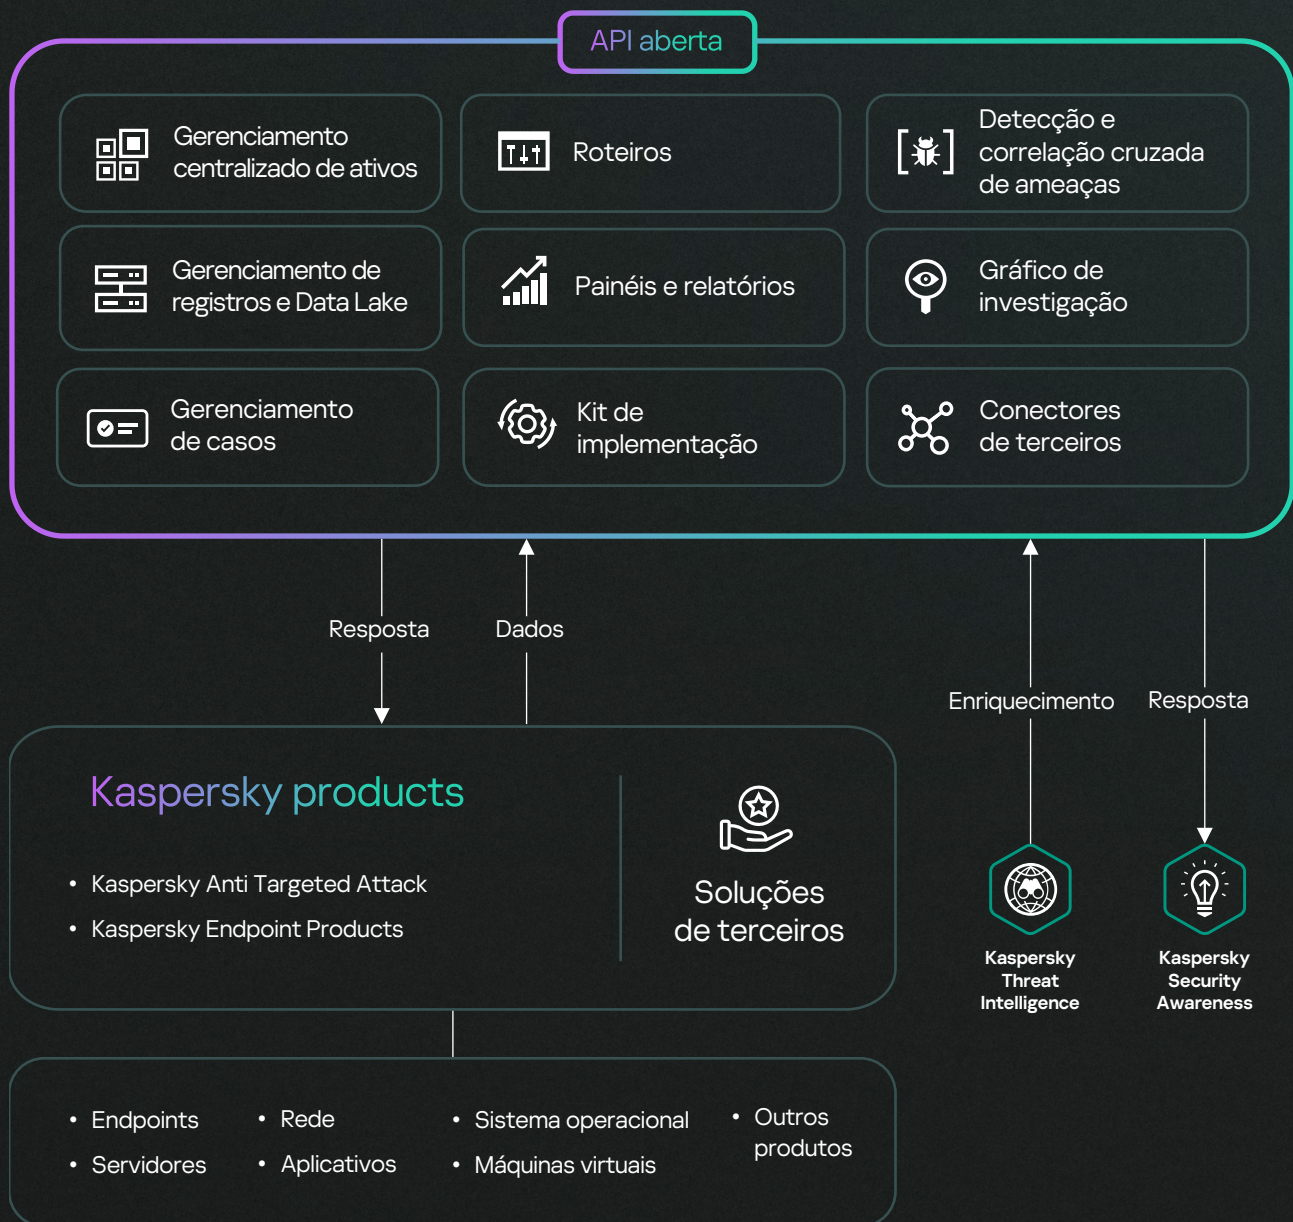 API aberta
Gerenciamento
centralizado de ativos
Roteiros
Detecção e
correlação cruzada
de ameaças
Gerenciamento de
registros e Data Lake
Painéis e relatórios
Gráfico de
investigação
Gerenciamento
de casos
Kit de
implementação
Conectores
de terceiros
Resposta
Dados
Enriquecimento
Resposta
Kaspersky products
• Kaspersky Anti Targeted Attack
• Kaspersky Endpoint Products
Soluções
de terceiros
Kaspersky
Threat
Intelligence
Kaspersky
Security
Awareness
• Endpoints
• Servidores
• Rede
• Aplicativos
• Sistema operacional
• Máquinas virtuais
• Outros
produtos